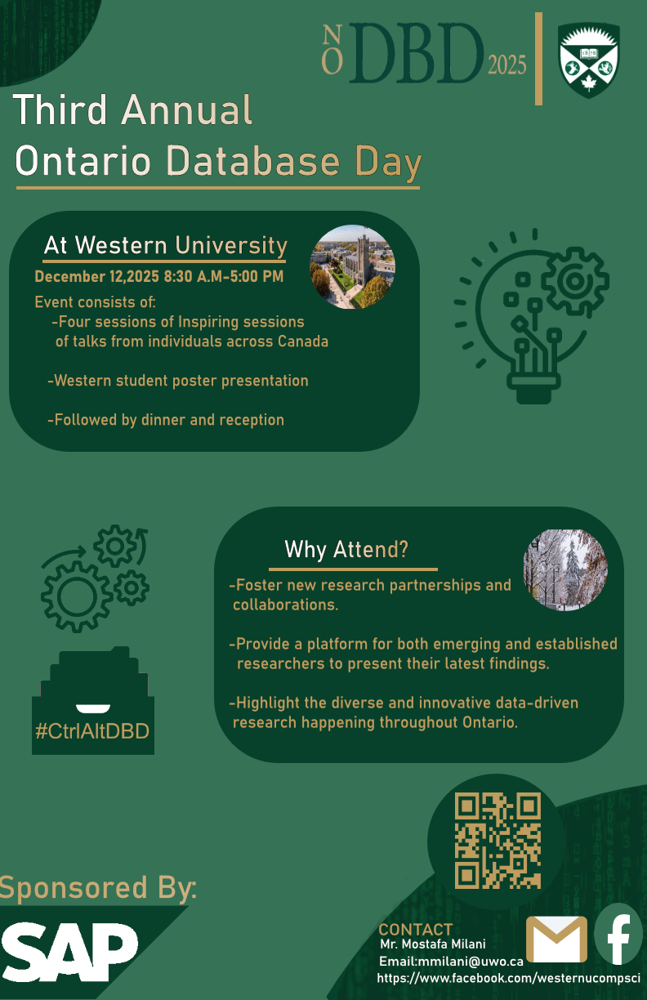 NO DBD 2025
1878
Third Annual
Ontario Database Day
At Western University
December 12,2025 8:30 A.M-5:00 PM
Event consists of:
-Four sessions of Inspiring sessions
of talks from individuals across Canada
-Western student poster presentation
-Followed by dinner and reception
Why Attend?
-Foster new research partnerships and
collaborations.
-Provide a platform for both emerging and established
researchers to present their latest findings.
-Highlight the diverse and innovative data-driven
research happening throughout Ontario.
#CtrlAltDBD
Sponsored By:
SAP
CONTACT
Mr. Mostafa Milani
Email:mmilani@uwo.ca
https://www.facebook.com/westernucompsci